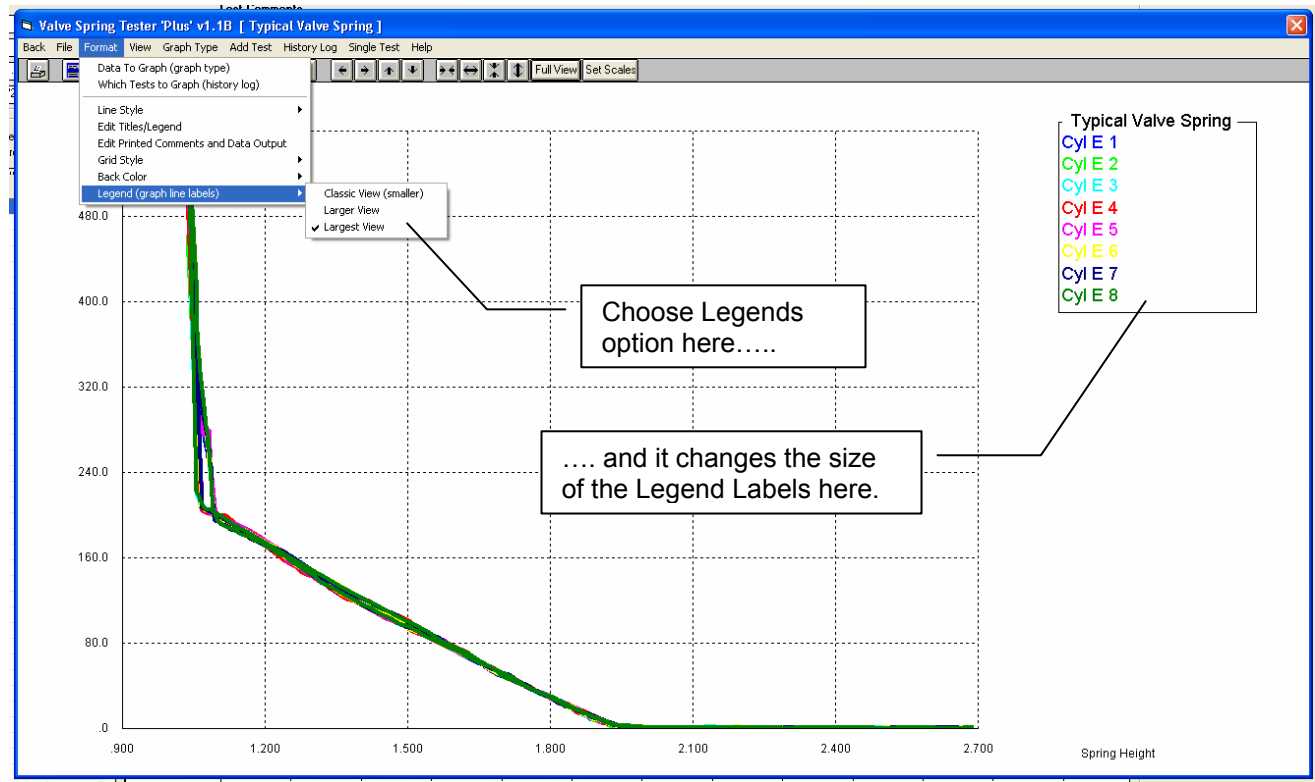 Test Comments
Valve Spring Tester 'Plus' v1.1B [ Typical Valve Spring ]
Back File Format View Graph Type Add Test History Log Single Test Help
Full View Set Scales
Data To Graph (graph type)
Which Tests to Graph (history log)
Line Style
Edit Titles/Legend
Edit Printed Comments and Data Output
Grid Style
Back Color
Legend (graph line labels)
Classic View (smaller)
Larger View
Largest View
Typical Valve Spring
Cyl E 1
Cyl E 2
Cyl E 3
Cyl E 4
Cyl E 5
Cyl E 6
Cyl E 7
Cyl E 8
Choose Legends
option here…..
…. and it changes the size
of the Legend Labels here.
480.0
400.0
320.0
240.0
160.0
80.0
.0
.900 1.200 1.500 1.800 2.100 2.400 2.700
Spring Height